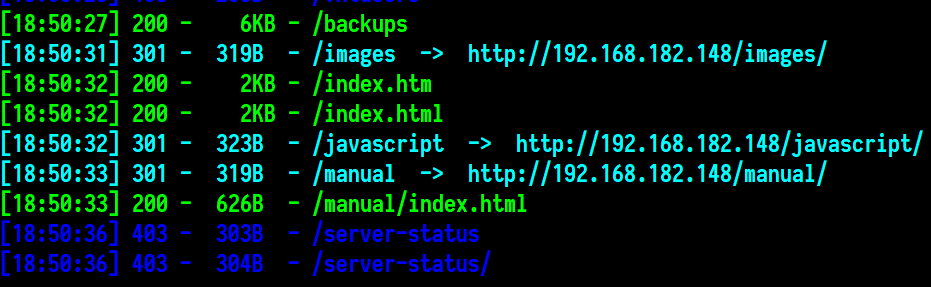 [18:50:27] 200 -    6KB - /backups
[18:50:31] 301 -  319B  - /images  ->  http://192.168.182.148/images/
[18:50:32] 200 -    2KB - /index.htm
[18:50:32] 200 -    2KB - /index.html
[18:50:32] 301 -  323B  - /javascript  ->  http://192.168.182.148/javascript/
[18:50:33] 301 -  319B  - /manual  ->  http://192.168.182.148/manual/
[18:50:33] 200 -  626B  - /manual/index.html
[18:50:36] 403 -  303B  - /server-status
[18:50:36] 403 -  304B  - /server-status/